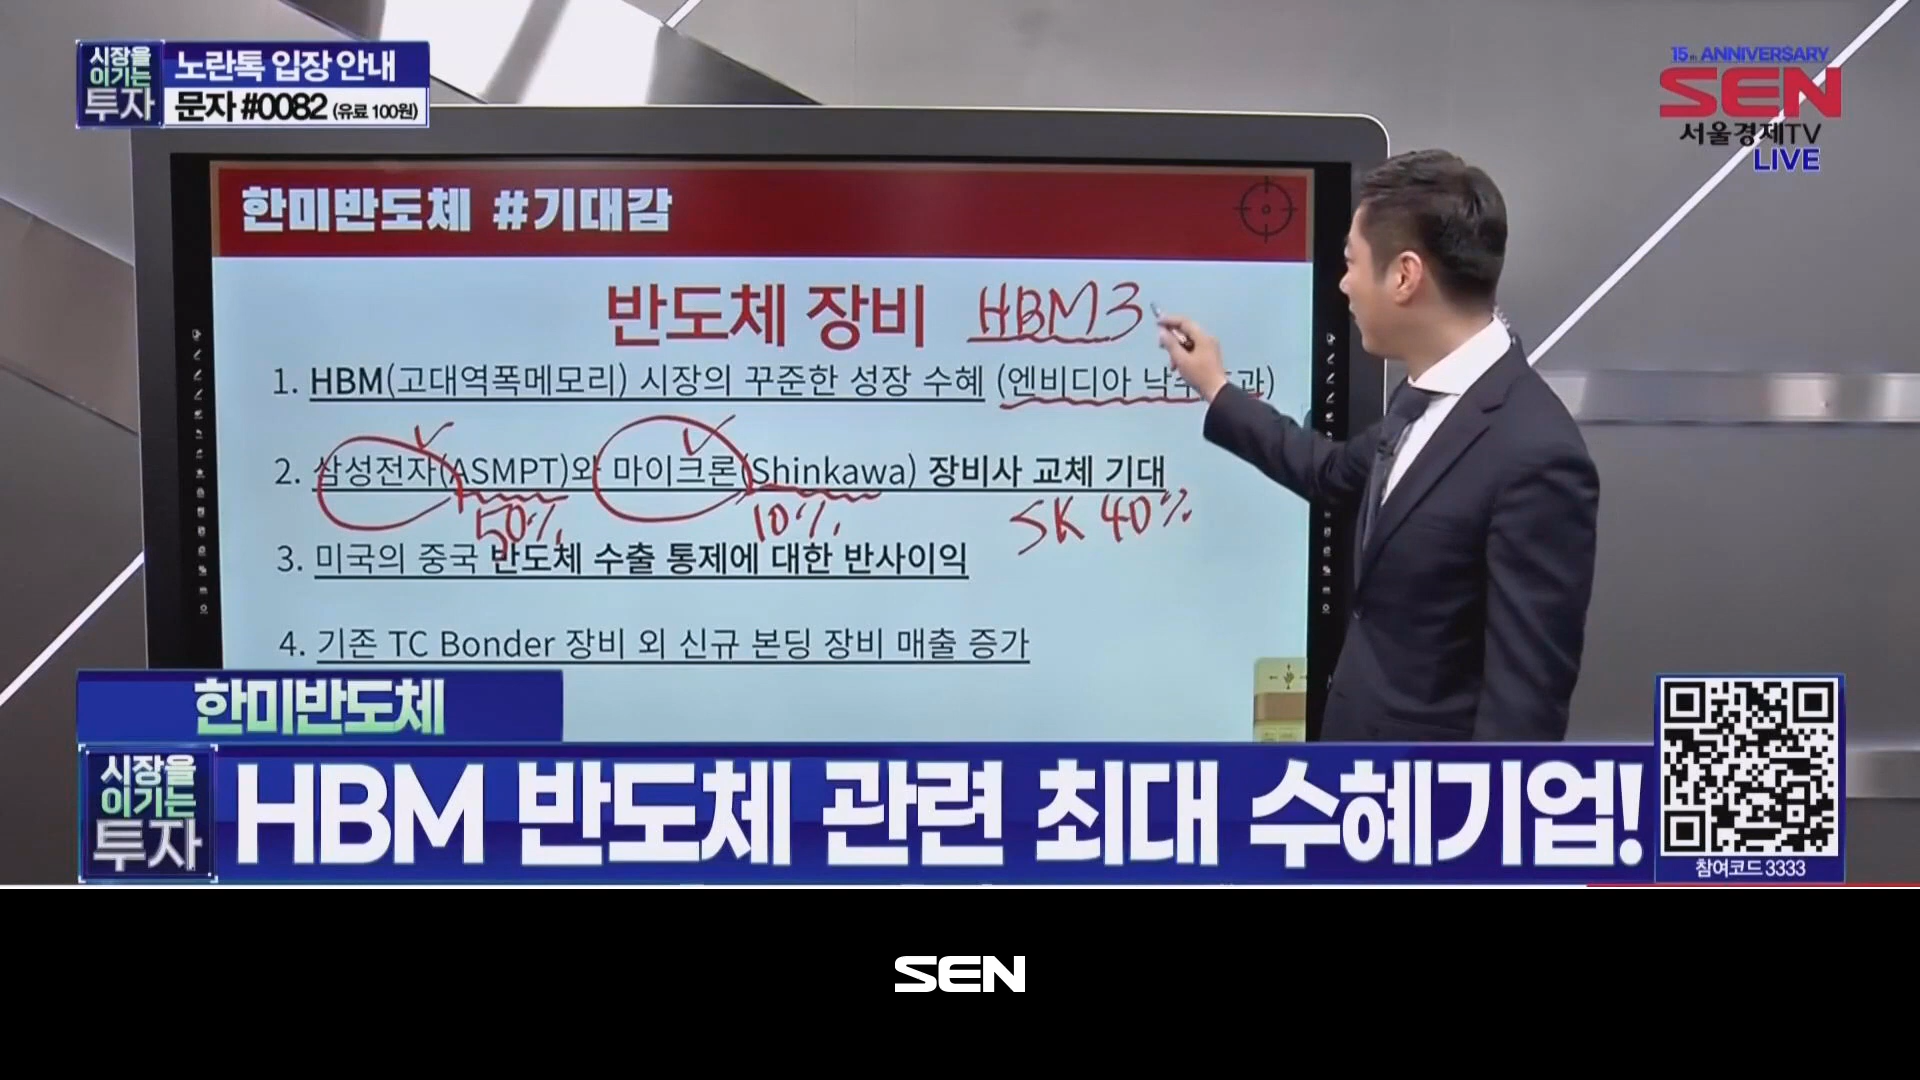 시장을
이기는
투자
노란톡 입장 안내
문자 #0082 (유료 100원)
15th ANNIVERSARY
SEN
서울경제TV
LIVE
한미반도체 #기대감
반도체 장비 HBM3
1. HBM(고대역폭메모리) 시장의 꾸준한 성장 수혜 (엔비디아
2. 삼성전자(ASMPT)와 마이크론(Shinkawa) 장비사 교체 기대
50% 10% SK 40%
3. 미국의 중국 반도체 수출 통제에 대한 반사이익
4. 기존 TC Bonder 장비 외 신규 본딩 장비 매출 증가
한미반도체
시장을
이기는
투자
HBM 반도체 관련 최대 수혜기업!
참여코드 3333
SEN